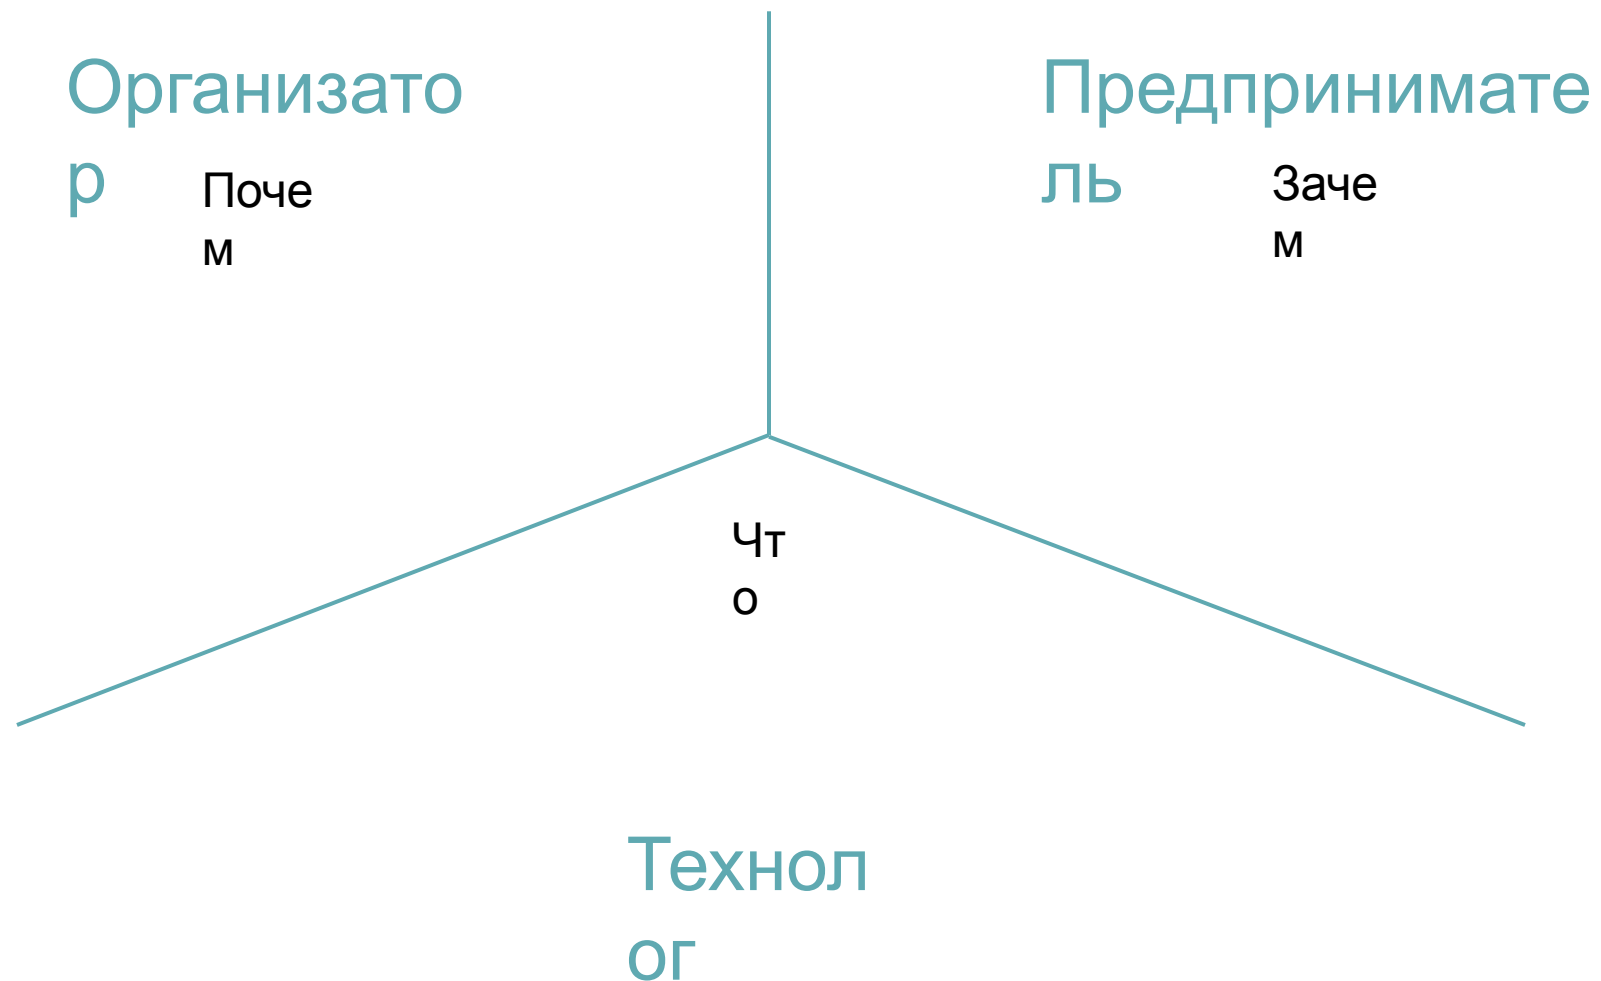 Организато
р
Поче
м
Предпринимате
ль
Заче
м
Чт
о
Технол
ог